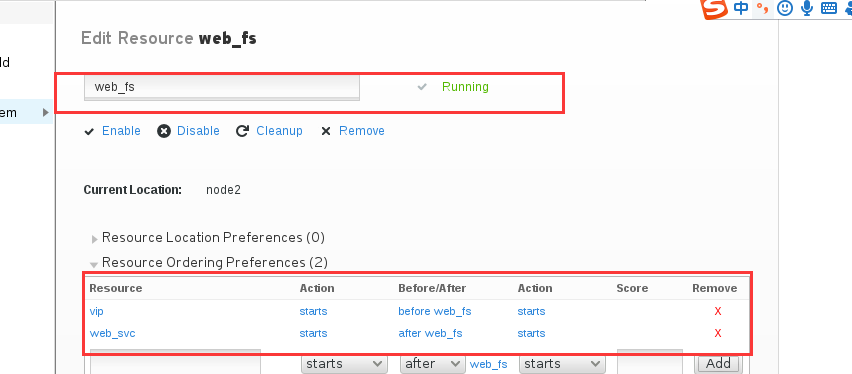 S 中
Edit Resource web_fs
ld
web_fs Running
em
Enable Disable Cleanup Remove
Current Location: node2
Resource Location Preferences (0)
Resource Ordering Preferences (2)
Resource Action Before/After Action Score Remove
vip starts before web_fs starts X
web_svc starts after web_fs starts X
starts after web_fs starts Add